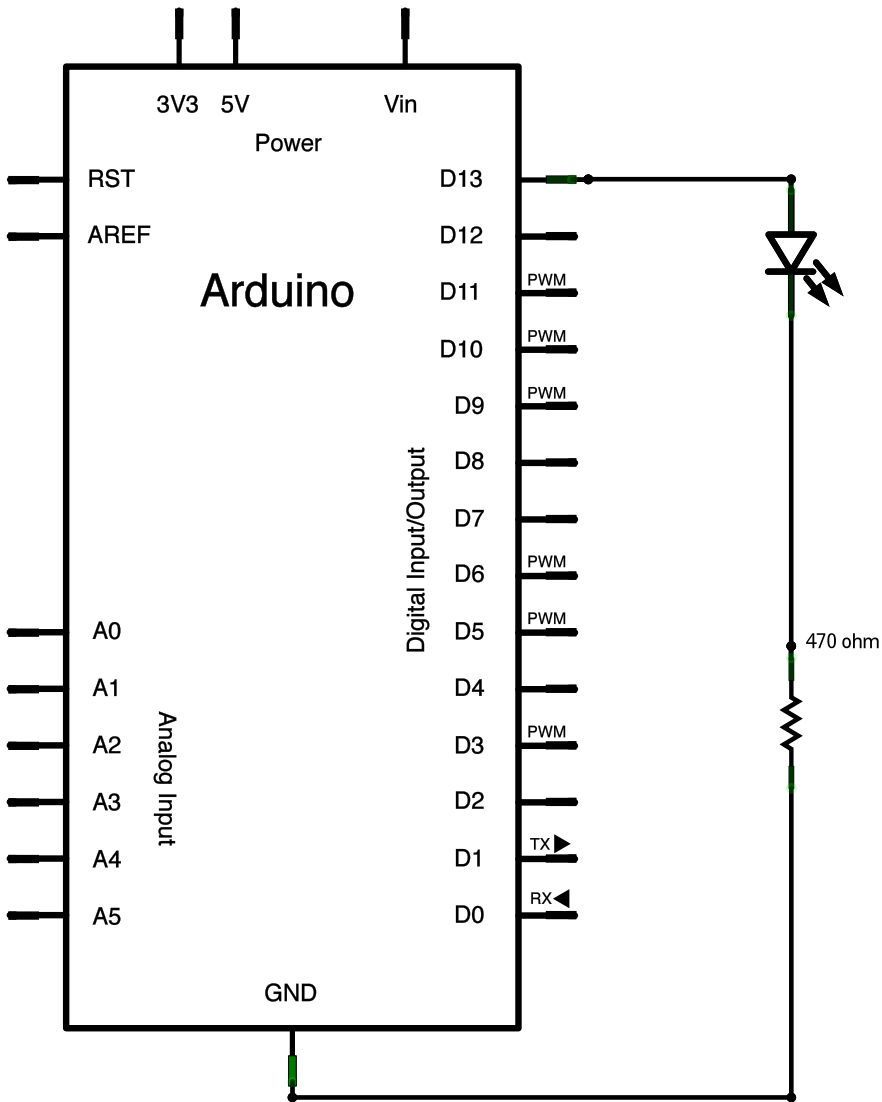 3V3 5V Vin
Power
RST D13
AREF D12
Arduino
D11 PWM
D10 PWM
D9 PWM
D8
D7
D6 PWM
Digital Input/Output
A0 D5 PWM
470 ohm
A1 D4
A2 D3 PWM
Analog Input
A3 D2
A4 D1 TX
A5 D0 RX
GND